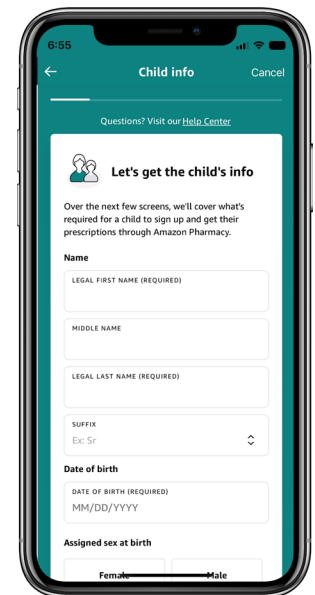 6:55
Child info
Cancel
Questions? Visit our Help Center
Let's get the child's info
Over the next few screens, we'll cover what's
required for a child to sign up and get their
prescriptions through Amazon Pharmacy.
Name
LEGAL FIRST NAME (REQUIRED)
MIDDLE NAME
LEGAL LAST NAME (REQUIRED)
SUFFIX
Ex: Sr
Date of birth
DATE OF BIRTH (REQUIRED)
MM/DD/YYYY
Assigned sex at birth
Female
Male